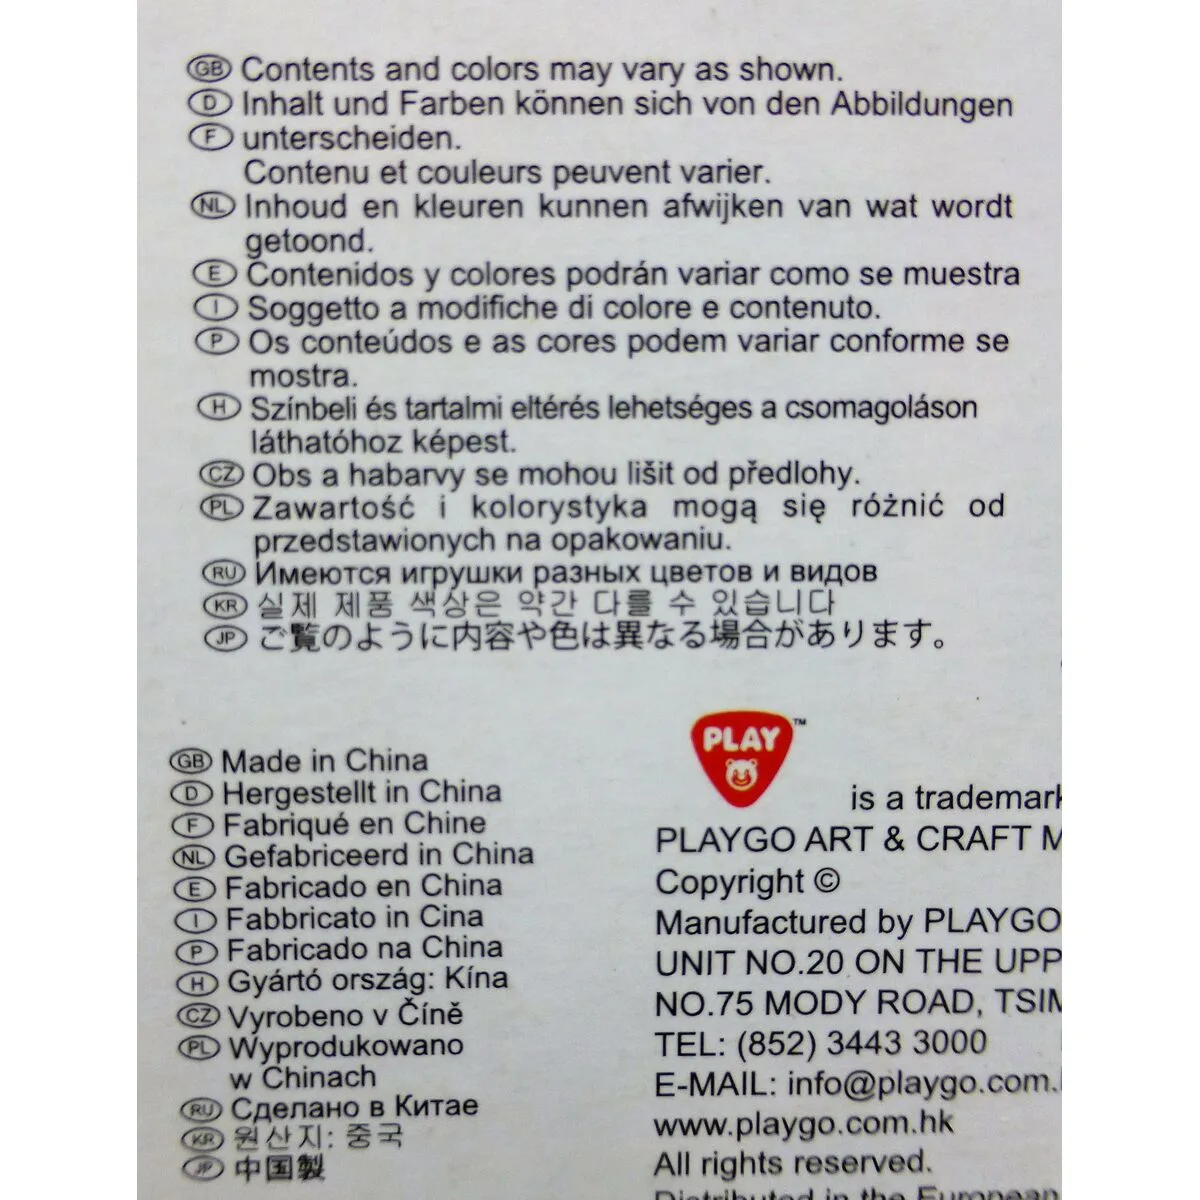 GB Contents and colors may vary as shown.
D Inhalt und Farben können sich von den Abbildungen
F unterscheiden.
Contenu et couleurs peuvent varier.
NL Inhoud en kleuren kunnen afwijken van wat wordt
getoond.
E Contenidos y colores podrán variar como se muestra
I Soggetto a modifiche di colore e contenuto.
P Os conteúdos e as cores podem variar conforme se
mostra.
H Színbeli és tartalmi eltérés lehetséges a csomagoláson
láthatóhoz képest.
CZ Obs a habarvy se mohou lišit od předlohy.
PL Zawartość i kolorystyka mogą się różnić od
przedstawionych na opakowaniu.
RU Имеются игрушки разных цветов и видов
KR 실제 제품 색상은 약간 다를 수 있습니다
JP ご覧のように内容や色は異なる場合があります。
GB Made in China
D Hergestellt in China
F Fabriqué en Chine
NL Gefabriceerd in China
E Fabricado en China
I Fabbricato in Cina
P Fabricado na China
H Gyártó ország: Kína
CZ Vyrobeno v Číně
PL Wyprodukowano
w Chinach
RU Сделано в Китае
KR 원산지: 중국
JP 中国製
PLAY ™
is a trademark
PLAYGO ART & CRAFT M
Copyright ©
Manufactured by PLAYGO
UNIT NO.20 ON THE UPP
NO.75 MODY ROAD, TSIM
TEL: (852) 3443 3000
E-MAIL: info@playgo.com.
www.playgo.com.hk
All rights reserved.
Distributed in the European